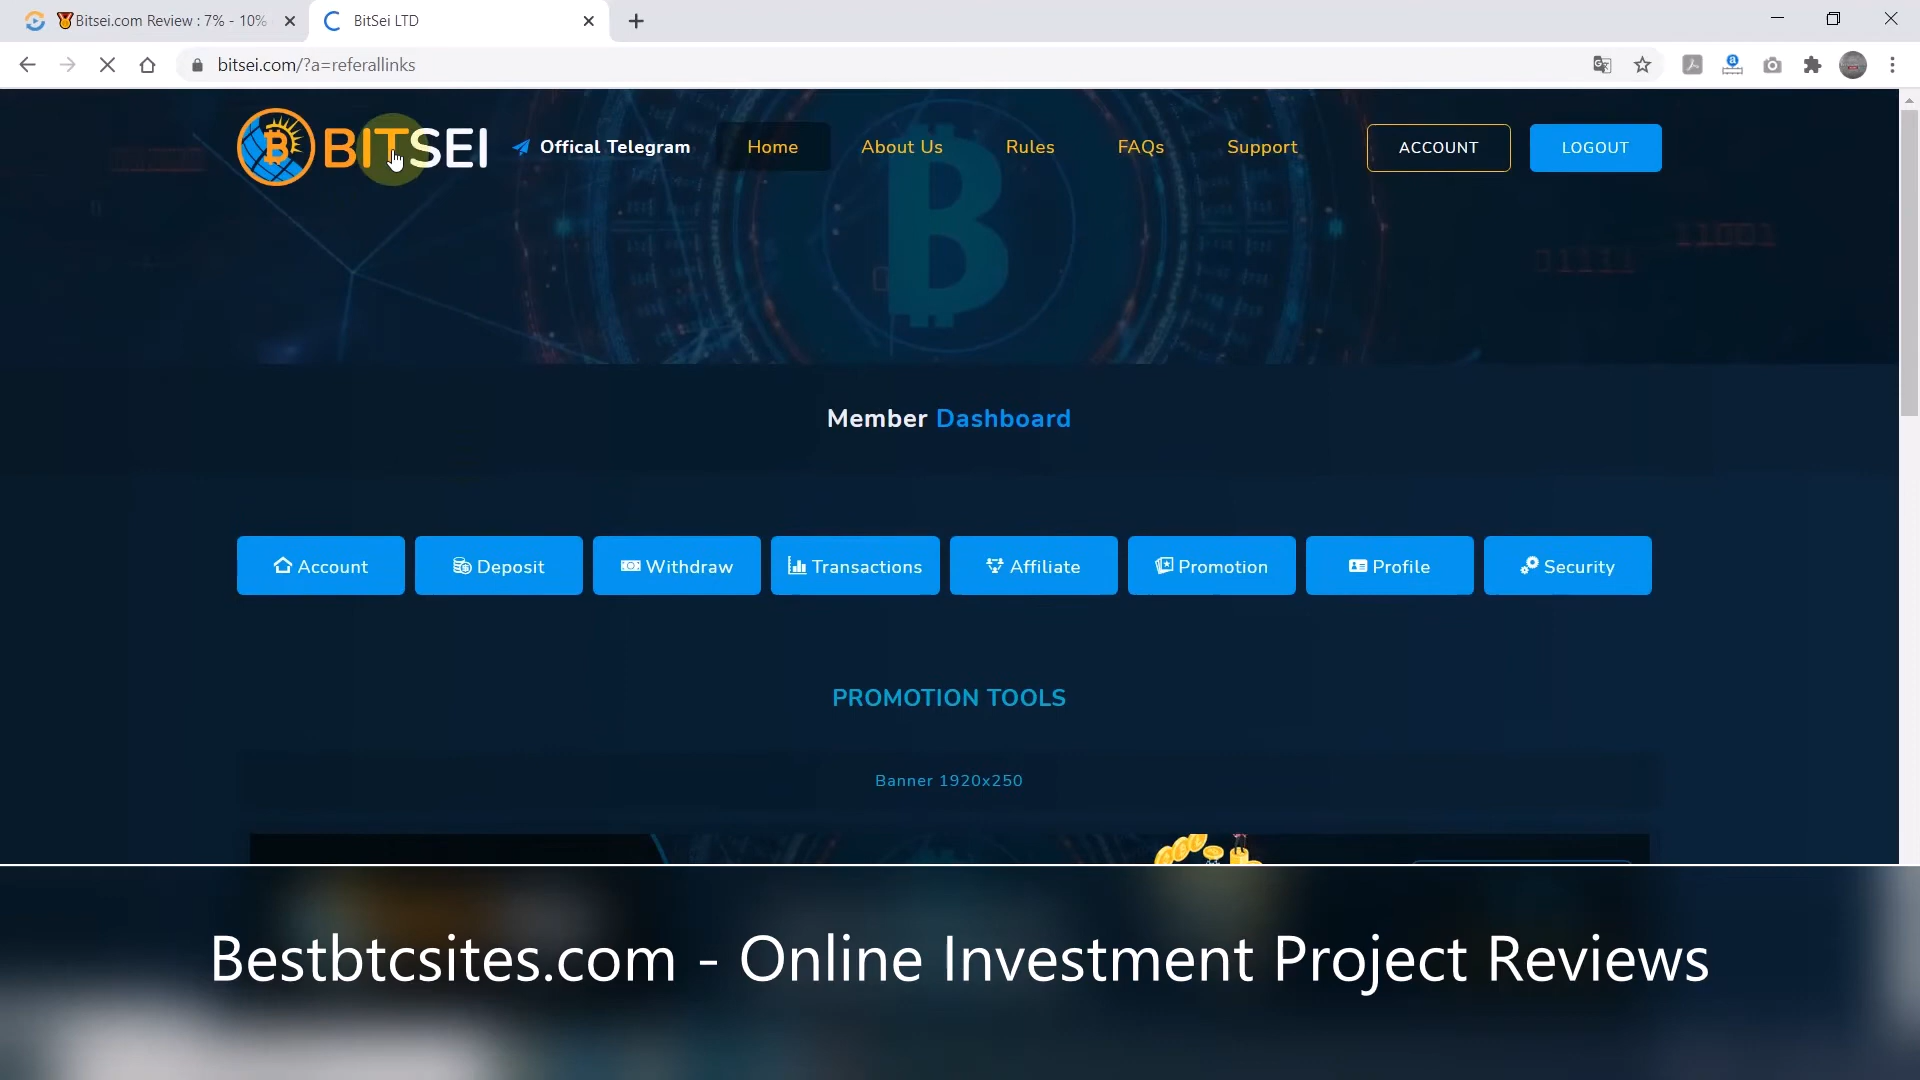 Bitsei.com Review : 7% - 10%
BitSei LTD
bitsei.com/?a=referallinks
BITSEI
Offical Telegram
Home
About Us
Rules
FAQs
Support
ACCOUNT
LOGOUT
Member Dashboard
Account
Deposit
Withdraw
Transactions
Affiliate
Promotion
Profile
Security
PROMOTION TOOLS
Banner 1920x250
Bestbtcsites.com - Online Investment Project Reviews